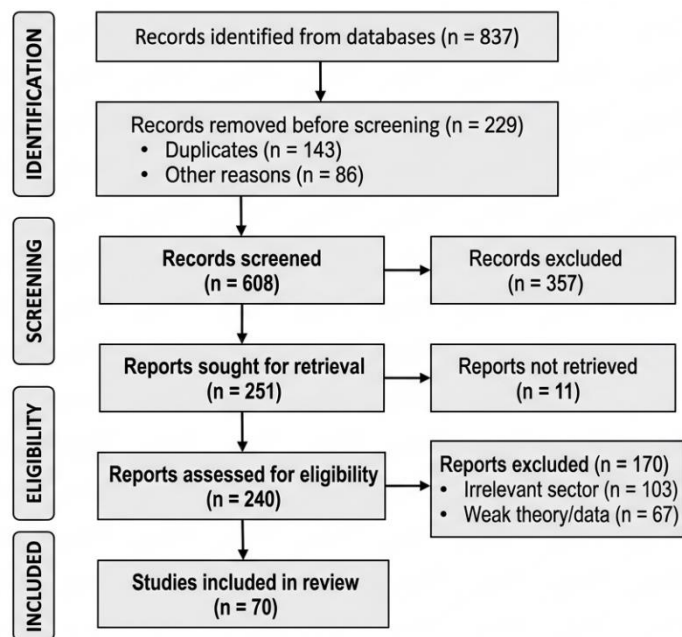 IDENTIFICATION
Records identified from databases (n = 837)
Records removed before screening (n = 229)
• Duplicates (n = 143)
• Other reasons (n = 86)
SCREENING
Records screened
(n = 608)
Records excluded
(n = 357)
Reports sought for retrieval
(n = 251)
Reports not retrieved
(n = 11)
ELIGIBILITY
Reports assessed for eligibility
(n = 240)
Reports excluded (n = 170)
• Irrelevant sector (n = 103)
• Weak theory/data (n = 67)
INCLUDED
Studies included in review
(n = 70)